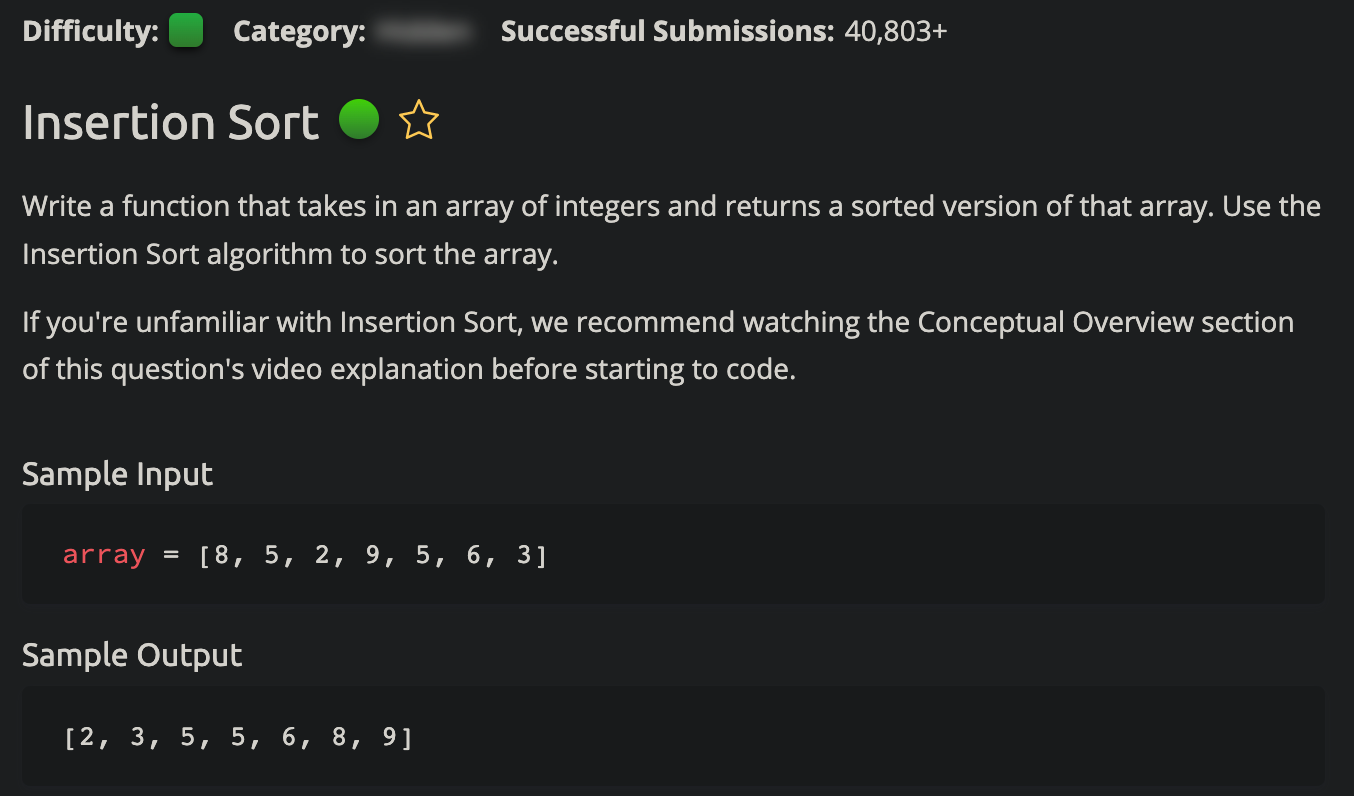 Difficulty: Category: Successful Submissions: 40,803+
Insertion Sort
Write a function that takes in an array of integers and returns a sorted version of that array. Use the
Insertion Sort algorithm to sort the array.
If you're unfamiliar with Insertion Sort, we recommend watching the Conceptual Overview section
of this question's video explanation before starting to code.
Sample Input
array = [8, 5, 2, 9, 5, 6, 3]
Sample Output
[2, 3, 5, 5, 6, 8, 9]